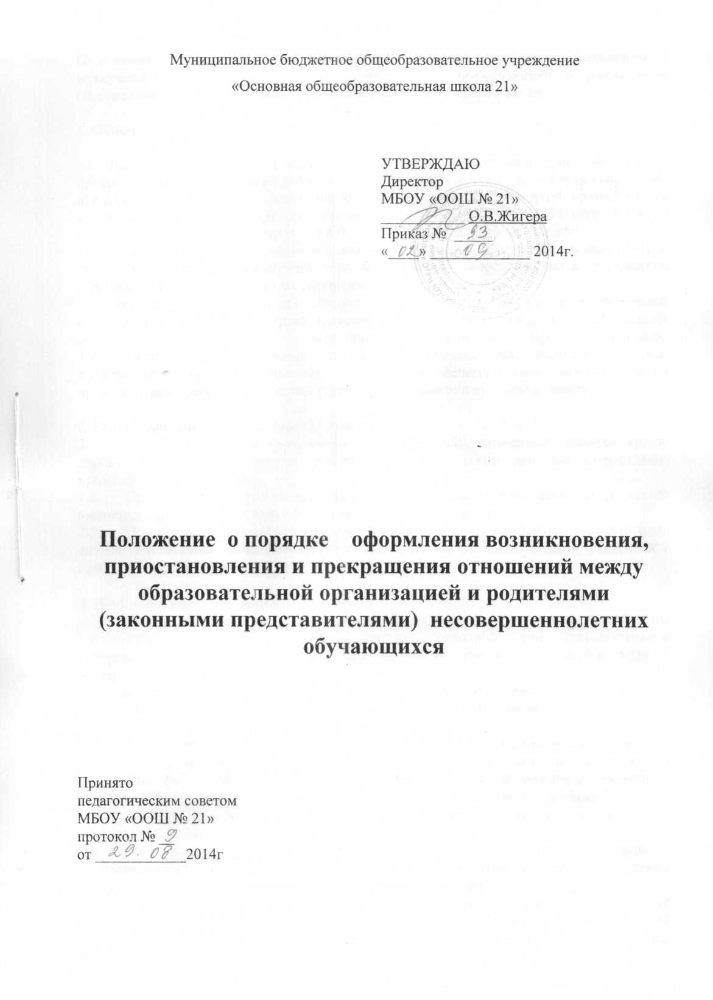 Муниципальное бюджетное общеобразовательное учреждение
«Основная общеобразовательная школа 21»
УТВЕРЖДАЮ
Директор
МБОУ «ООШ № 21»
____________ О.В.Жигера
Приказ № 93
« 02 » 09 2014г.
Положение о порядке оформления возникновения,
приостановления и прекращения отношений между
образовательной организацией и родителями
(законными представителями) несовершеннолетних
обучающихся
Принято
педагогическим советом
МБОУ «ООШ № 21»
протокол № 9
от 29. 08 2014г